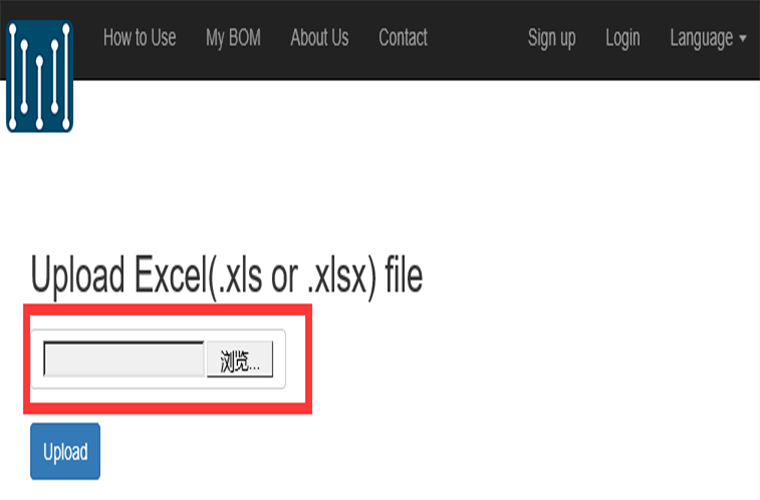 How to Use My BOM About Us Contact Sign up Login Language
Upload Excel(.xls or .xlsx) file
浏览...
Upload